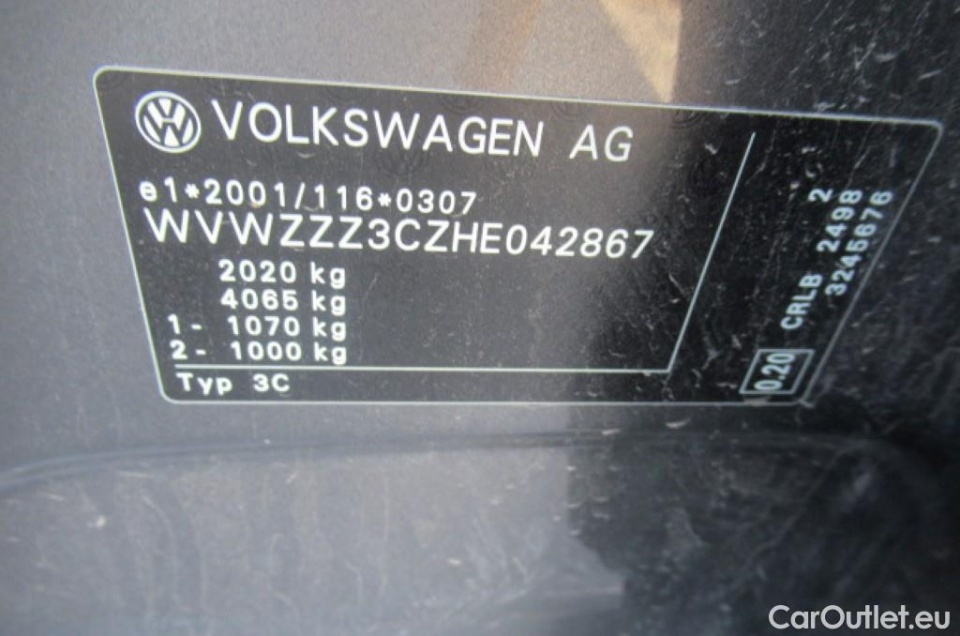 VOLKSWAGEN AG
e1*2001/116*0307
WVWZZZ3CZHE042867
2020 kg
4065 kg
1- 1070 kg
2- 1000 kg
Typ 3C
0.20 CRLB 2498 2
3245676
CarOutlet.eu